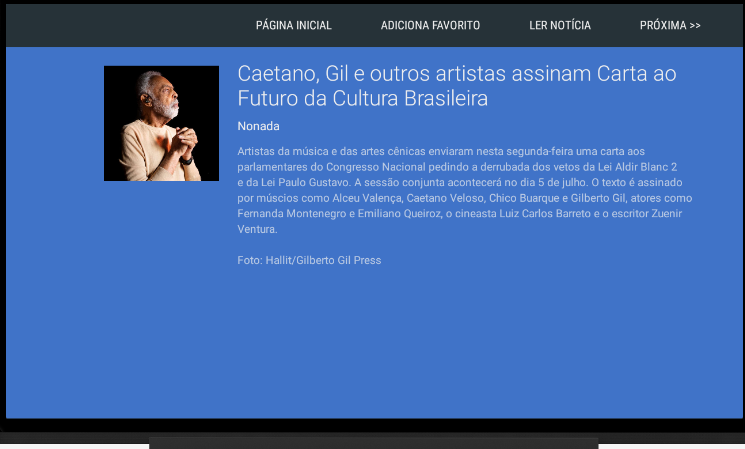 PÁGINA INICIAL ADICIONA FAVORITO LER NOTÍCIA PRÓXIMA >>
Caetano, Gil e outros artistas assinam Carta ao
Futuro da Cultura Brasileira
Nonada
Artistas da música e das artes cênicas enviaram nesta segunda-feira uma carta aos
parlamentares do Congresso Nacional pedindo a derrubada dos vetos da Lei Aldir Blanc 2
e da Lei Paulo Gustavo. A sessão conjunta acontecerá no dia 5 de julho. O texto é assinado
por múscios como Alceu Valença, Caetano Veloso, Chico Buarque e Gilberto Gil, atores como
Fernanda Montenegro e Emiliano Queiroz, o cineasta Luiz Carlos Barreto e o escritor Zuenir
Ventura.
Foto: Hallit/Gilberto Gil Press